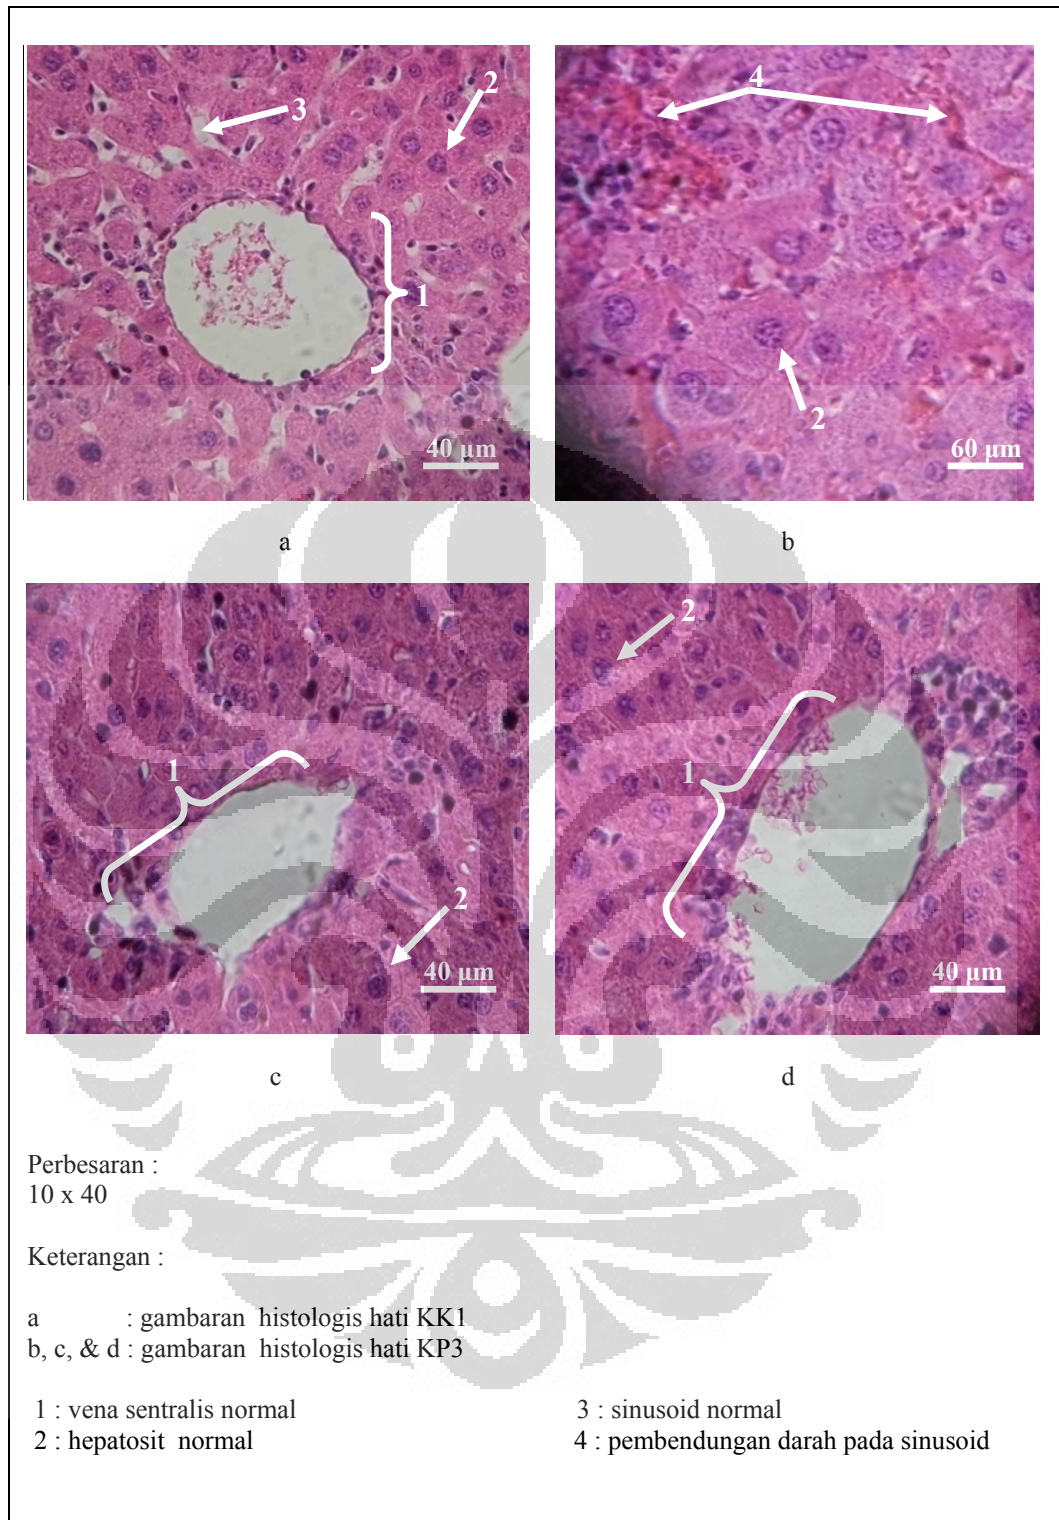 4
2
3
1
2
40 µm
60 µm
a
b
2
1
1
2
40 µm
40 µm
c
d
Perbesaran :
10 x 40
Keterangan :
a : gambaran histologis hati KK1
b, c, & d : gambaran histologis hati KP3
1 : vena sentralis normal
3 : sinusoid normal
2 : hepatosit normal
4 : pembendungan darah pada sinusoid